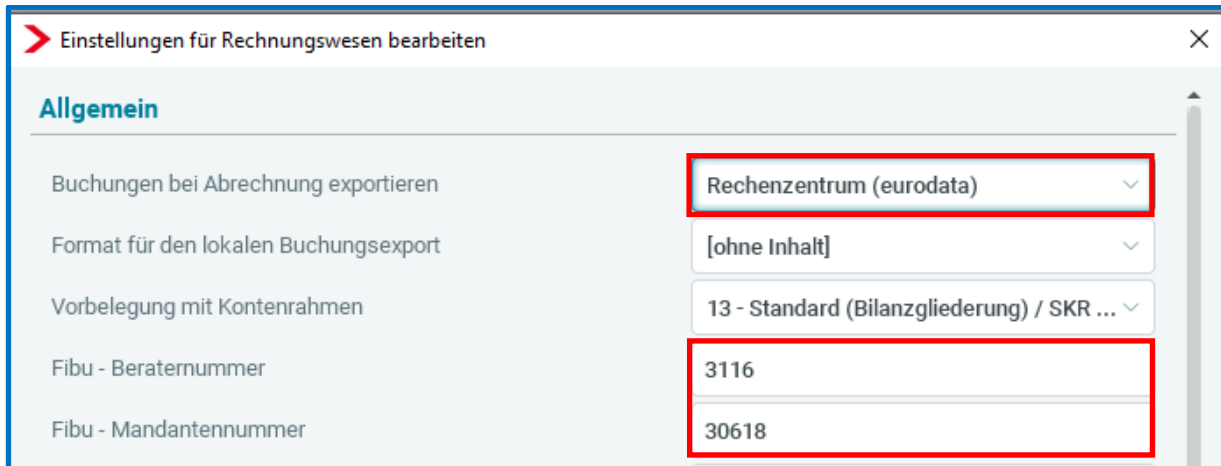 Einstellungen für Rechnungswesen bearbeiten
Allgemein
Buchungen bei Abrechnung exportieren Rechenzentrum (eurodata)
Format für den lokalen Buchungsexport [ohne Inhalt]
Vorbelegung mit Kontenrahmen 13 - Standard (Bilanzgliederung) / SKR ...
Fibu - Beraternummer 3116
Fibu - Mandantennummer 30618